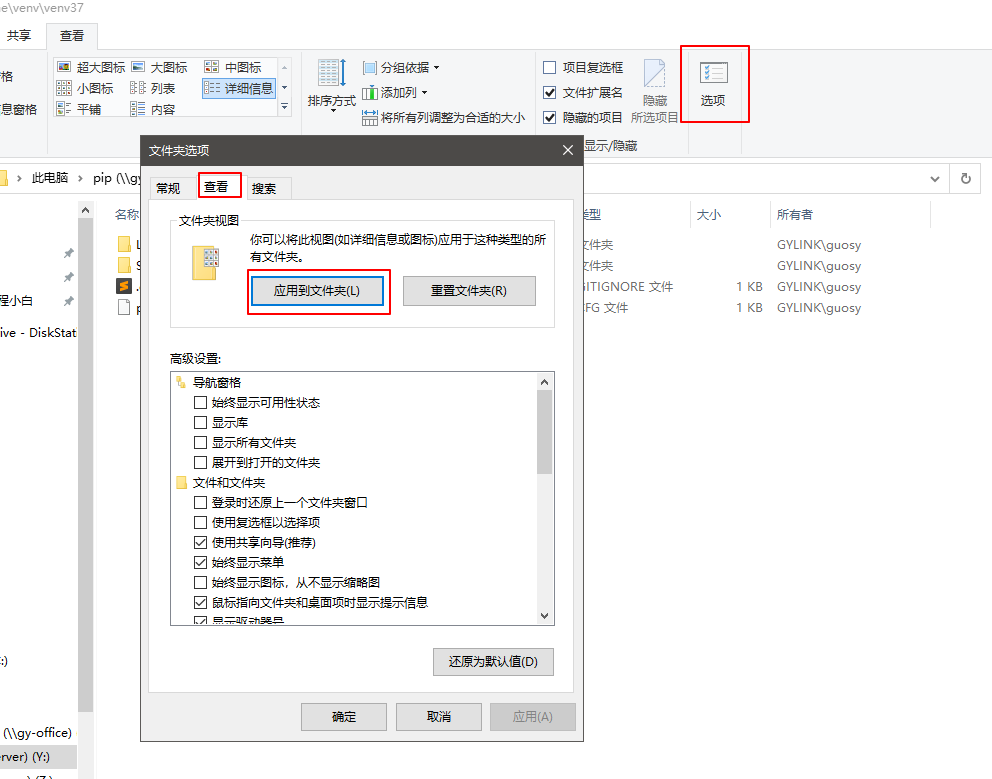 e\venv\venv37
共享
查看
格
息窗格
超大图标
大图标
中图标
小图标
列表
详细信息
平铺
内容
排序方式
分组依据
添加列
将所有列调整为合适的大小
项目复选框
文件扩展名
隐藏的项目
隐藏
所选项目
显示/隐藏
选项
此电脑
pip (\\gy
名称
类型
大小
所有者
文件夹
GYLINK\guosy
文件夹
GYLINK\guosy
GITIGNORE 文件
1 KB
GYLINK\guosy
CFG 文件
1 KB
GYLINK\guosy
程小白
ive - DiskStat
:)
(\\gy-office)
erver) (Y:)
文件夹选项
常规
查看
搜索
文件夹视图
你可以将此视图(如详细信息或图标)应用于这种类型的所
有文件夹。
应用到文件夹(L)
重置文件夹(R)
高级设置:
导航窗格
始终显示可用性状态
显示库
显示所有文件夹
展开到打开的文件夹
文件和文件夹
登录时还原上一个文件夹窗口
使用复选框以选择项
使用共享向导(推荐)
始终显示菜单
始终显示图标，从不显示缩略图
鼠标指向文件夹和桌面项时显示提示信息
显示驱动器号
还原为默认值(D)
确定
取消
应用(A)